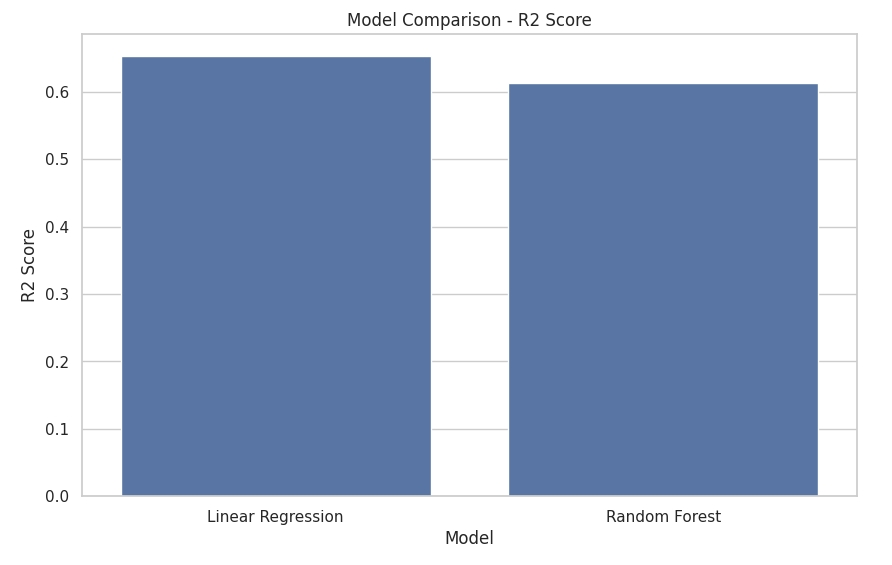 Model Comparison - R2 Score
R2 Score
0.6
0.5
0.4
0.3
0.2
0.1
0.0
Linear Regression
Random Forest
Model